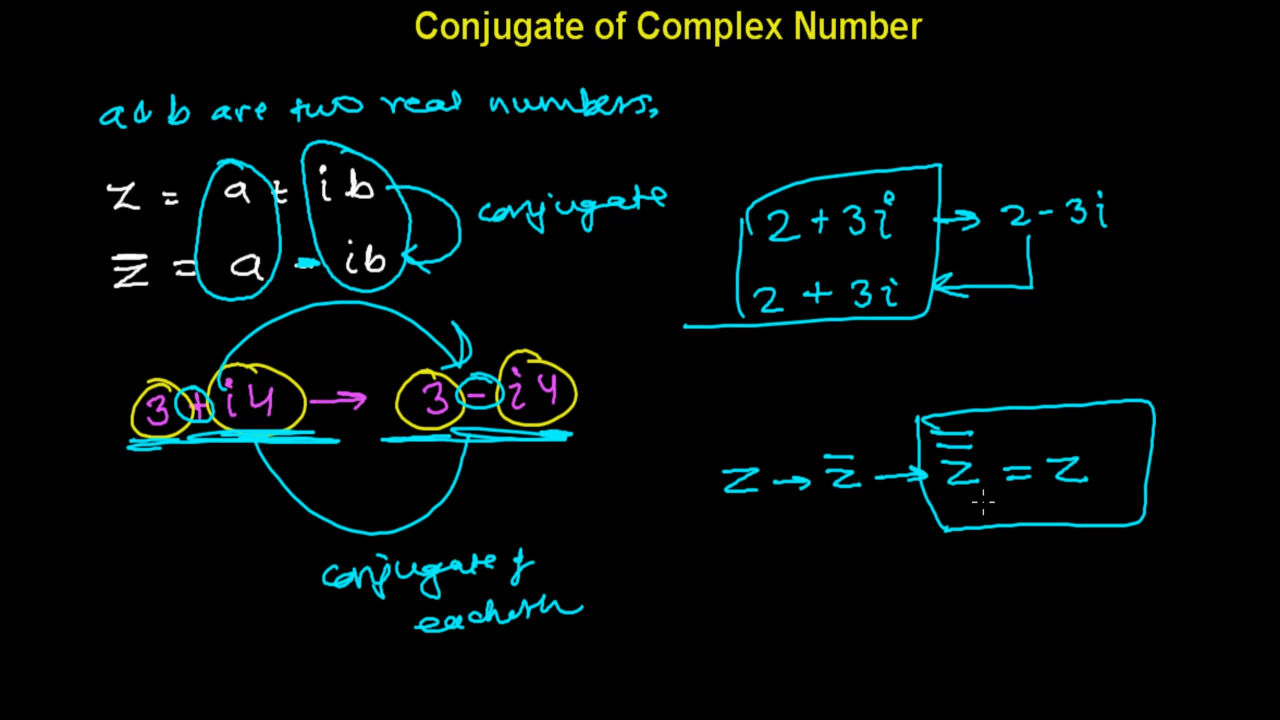 Conjugate of Complex Number
a & b are two real numbers,
z = a + ib
z̅ = a - ib
conjugate
2 + 3i → 2 - 3i
2 + 3i
3 + i4 → 3 - i4
z → z̅ → z̿ = z
conjugate of
each oth